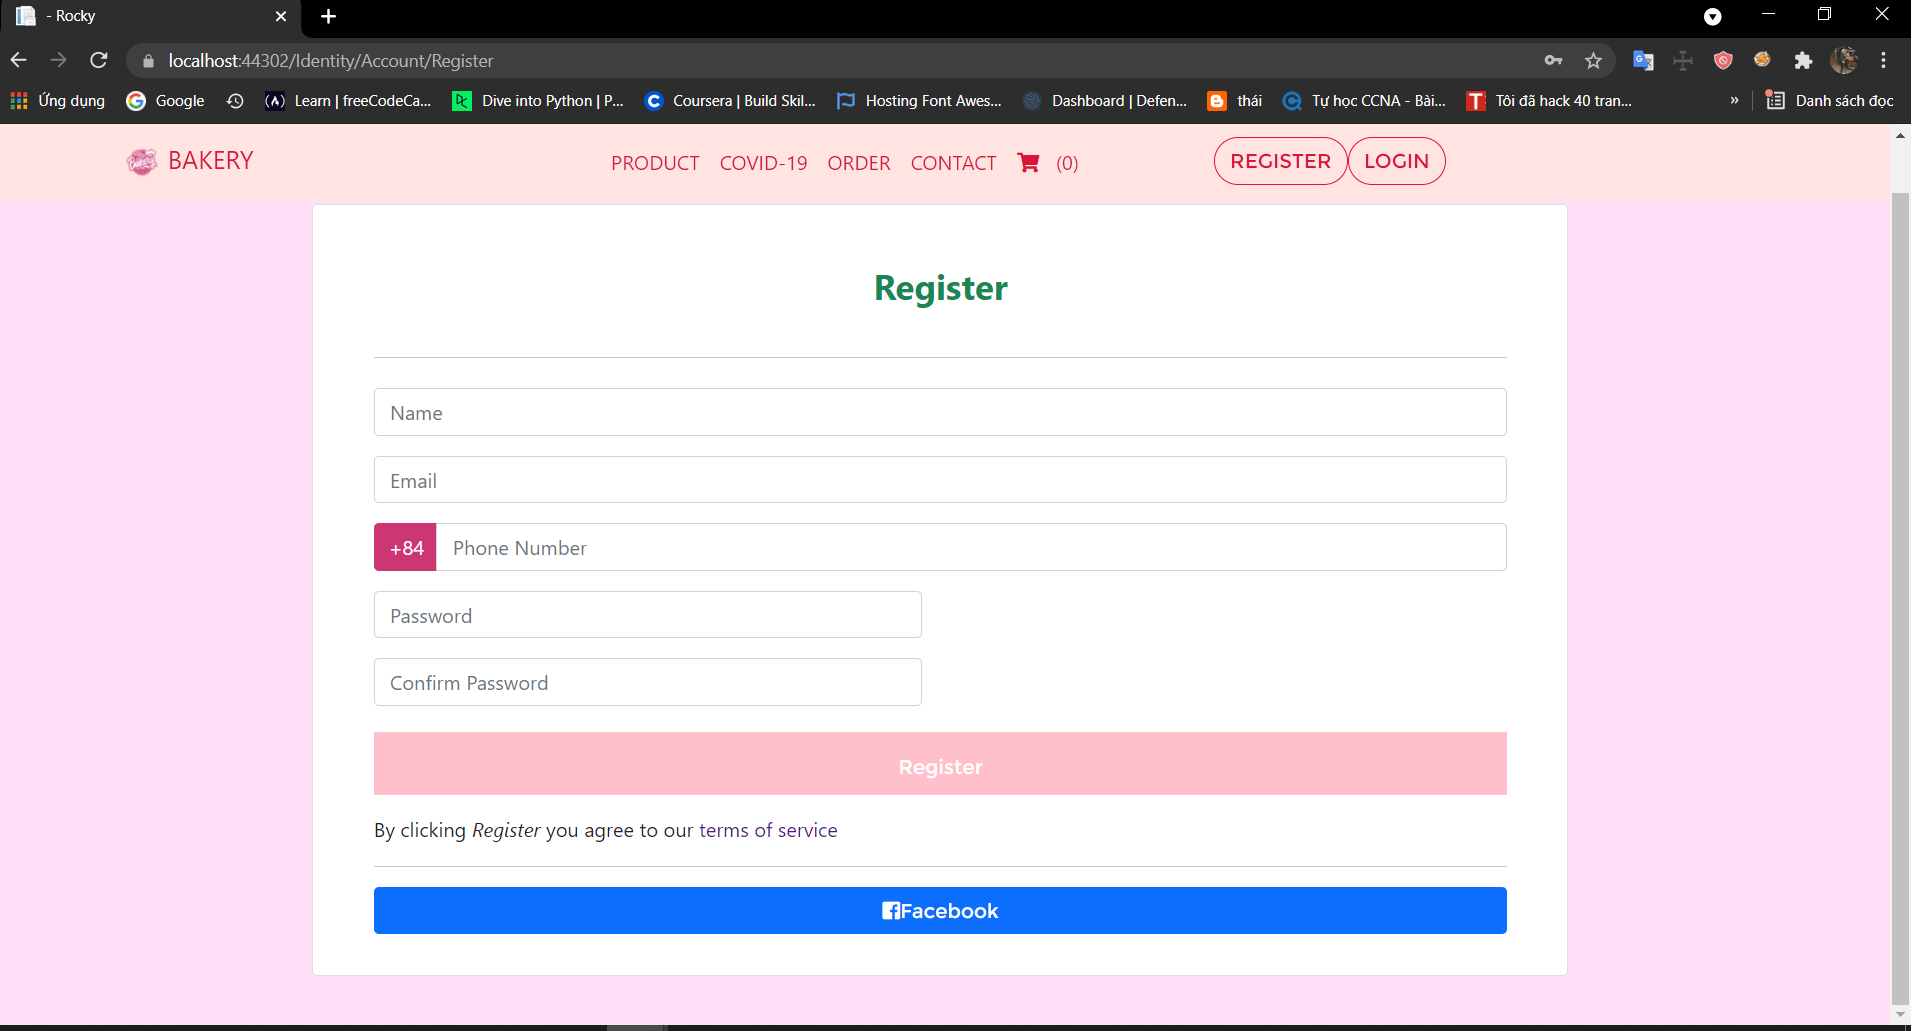 - Rocky
localhost:44302/Identity/Account/Register
Ứng dụng Google Learn | freeCodeCa... Dive into Python | P... Coursera | Build Skil... Hosting Font Awes... Dashboard | Defen... thái Tự học CCNA - Bài... Tôi đã hack 40 tran... » Danh sách đọc
BAKERY PRODUCT COVID-19 ORDER CONTACT (0) REGISTER LOGIN
Register
Name
Email
+84 Phone Number
Password
Confirm Password
Register
By clicking Register you agree to our terms of service
Facebook